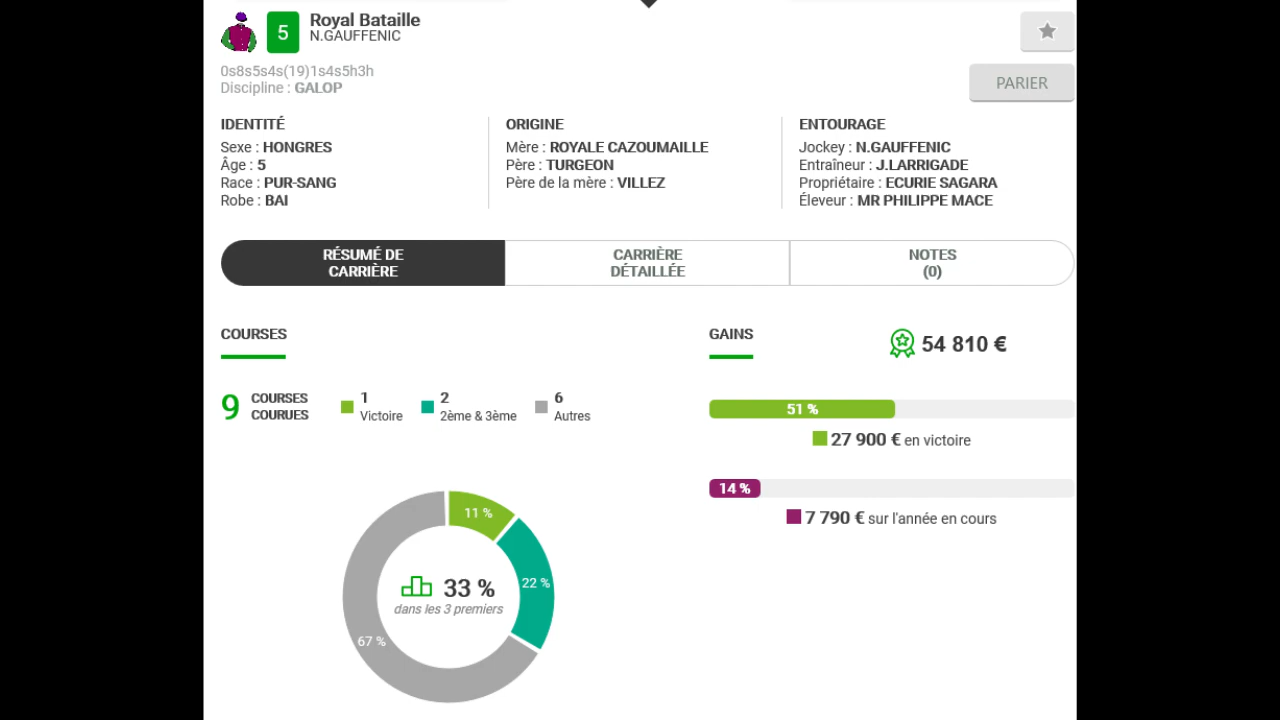 5
Royal Bataille
N.GAUFFENIC
0s8s5s4s(19)1s4s5h3h
Discipline : GALOP
PARIER
IDENTITÉ
Sexe : HONGRES
Âge : 5
Race : PUR-SANG
Robe : BAI
ORIGINE
Mère : ROYALE CAZOUMAILLE
Père : TURGEON
Père de la mère : VILLEZ
ENTOURAGE
Jockey : N.GAUFFENIC
Entraîneur : J.LARRIGADE
Propriétaire : ECURIE SAGARA
Éleveur : MR PHILIPPE MACE
RÉSUMÉ DE
CARRIÈRE
CARRIÈRE
DÉTAILLÉE
NOTES
(0)
COURSES
9 COURSES
COURUES
1
Victoire
2
2ème & 3ème
6
Autres
11 %
22 %
67 %
33 %
dans les 3 premiers
GAINS
54 810 €
51 %
27 900 € en victoire
14 %
7 790 € sur l'année en cours